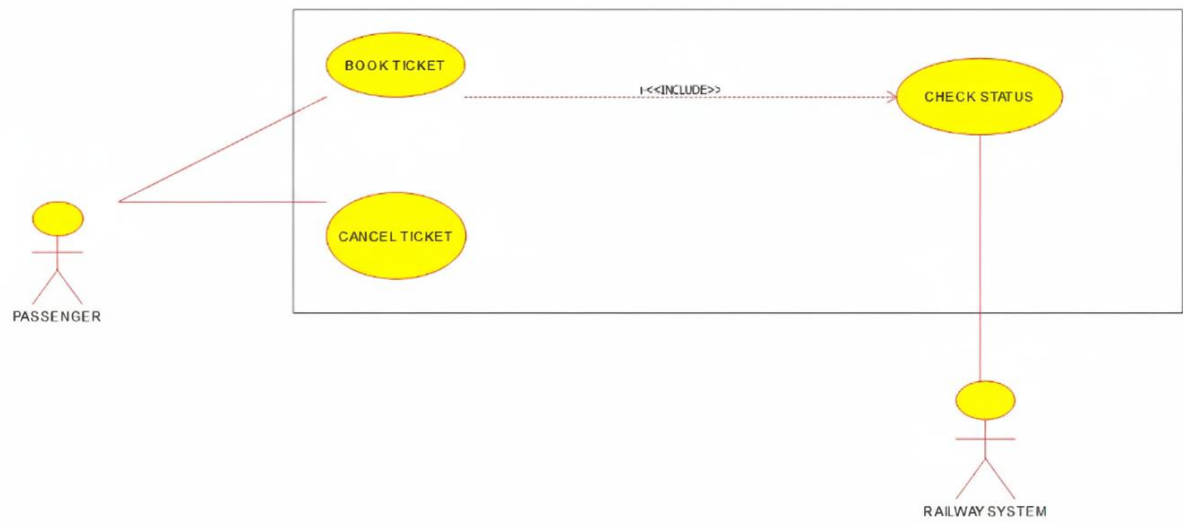 BOOK TICKET
<<INCLUDE>>
CHECK STATUS
CANCEL TICKET
PASSENGER
RAILWAY SYSTEM